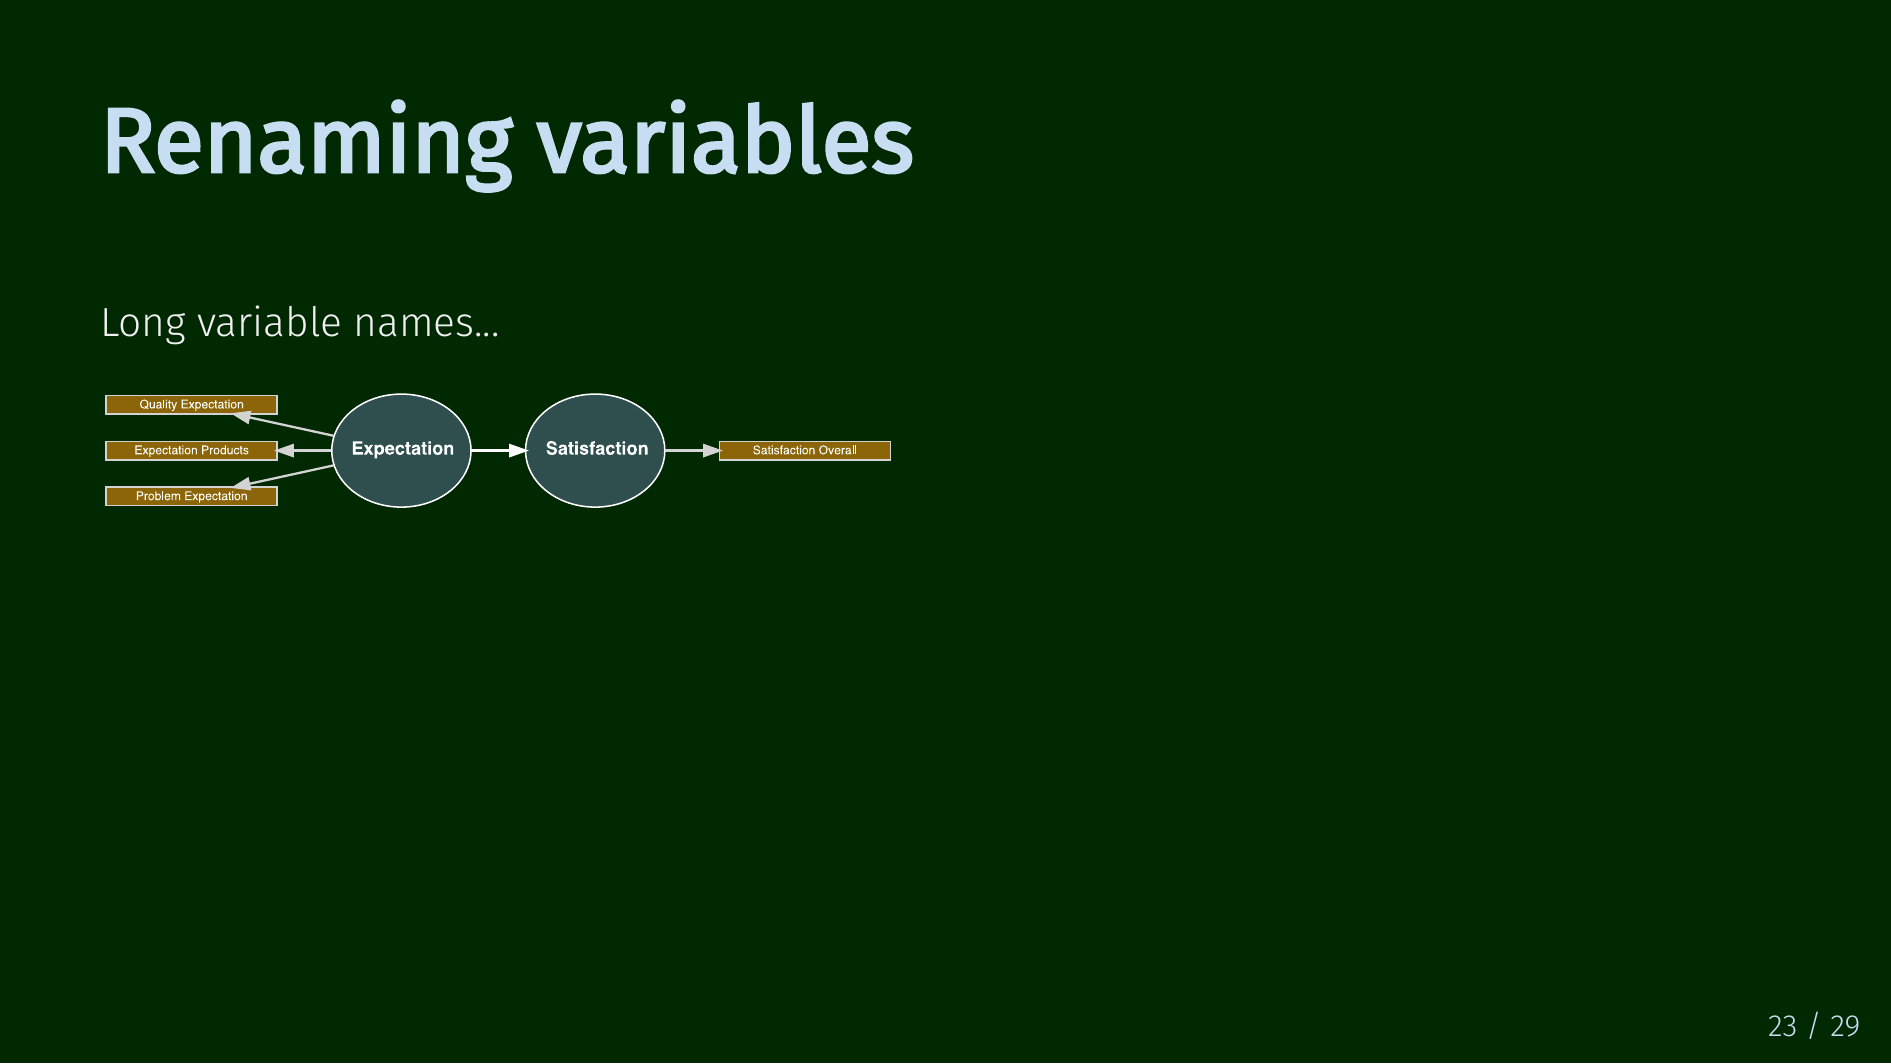 Renaming variables
Long variable names...
Quality Expectation
Expectation Products
Problem Expectation
Expectation
Satisfaction
Satisfaction Overall
23 / 29